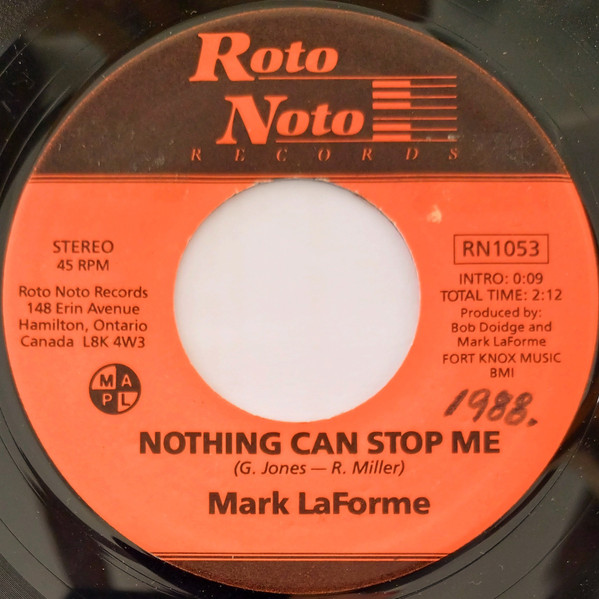 Roto
Noto
RECORDS
STEREO
45 RPM
Roto Noto Records
148 Erin Avenue
Hamilton, Ontario
Canada L8K 4W3
MAPL
RN1053
INTRO: 0:09
TOTAL TIME: 2:12
Produced by:
Bob Doidge and
Mark LaForme
FORT KNOX MUSIC
BMI
1988.
NOTHING CAN STOP ME
(G. Jones — R. Miller)
Mark LaForme